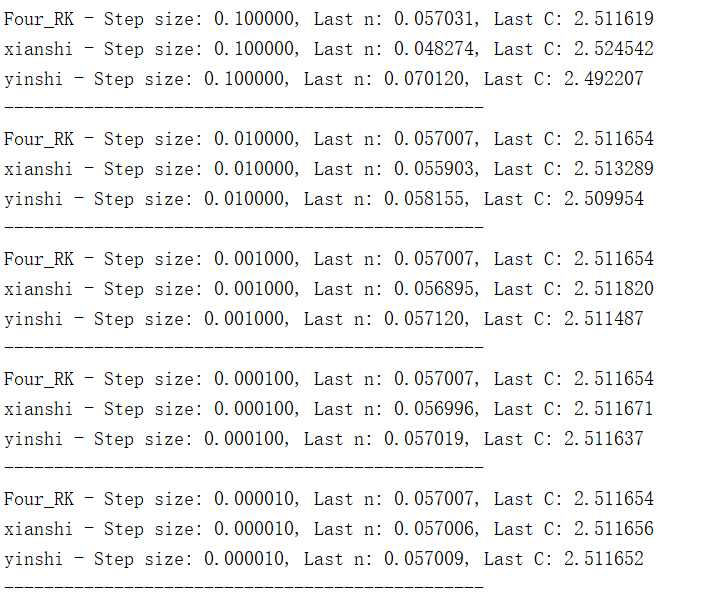 Four_RK - Step size: 0.100000, Last n: 0.057031, Last C: 2.511619
xianshi - Step size: 0.100000, Last n: 0.048274, Last C: 2.524542
yinshi - Step size: 0.100000, Last n: 0.070120, Last C: 2.492207
------------------------------------------------
Four_RK - Step size: 0.010000, Last n: 0.057007, Last C: 2.511654
xianshi - Step size: 0.010000, Last n: 0.055903, Last C: 2.513289
yinshi - Step size: 0.010000, Last n: 0.058155, Last C: 2.509954
------------------------------------------------
Four_RK - Step size: 0.001000, Last n: 0.057007, Last C: 2.511654
xianshi - Step size: 0.001000, Last n: 0.056895, Last C: 2.511820
yinshi - Step size: 0.001000, Last n: 0.057120, Last C: 2.511487
------------------------------------------------
Four_RK - Step size: 0.000100, Last n: 0.057007, Last C: 2.511654
xianshi - Step size: 0.000100, Last n: 0.056996, Last C: 2.511671
yinshi - Step size: 0.000100, Last n: 0.057019, Last C: 2.511637
------------------------------------------------
Four_RK - Step size: 0.000010, Last n: 0.057007, Last C: 2.511654
xianshi - Step size: 0.000010, Last n: 0.057006, Last C: 2.511656
yinshi - Step size: 0.000010, Last n: 0.057009, Last C: 2.511652
------------------------------------------------